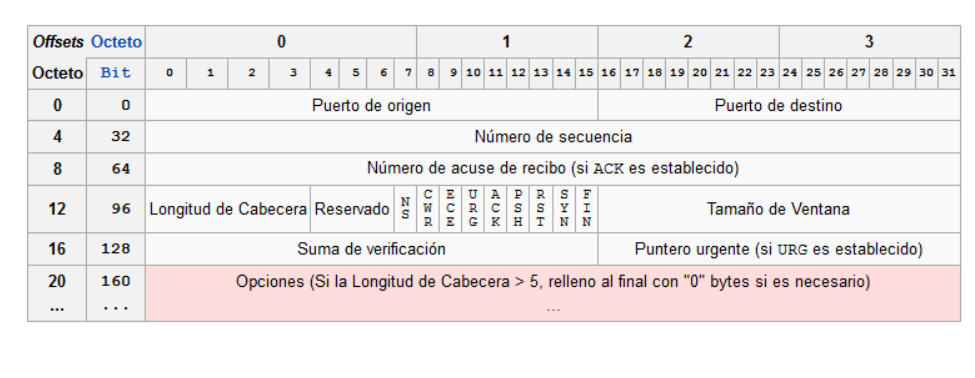 Offsets Octeto 0 1 2 3
Octeto Bit 0 1 2 3 4 5 6 7 8 9 10 11 12 13 14 15 16 17 18 19 20 21 22 23 24 25 26 27 28 29 30 31
0 0 Puerto de origen Puerto de destino
4 32 Número de secuencia
8 64 Número de acuse de recibo (si ACK es establecido)
12 96 Longitud de Cabecera Reservado NS CWR ECE URG ACK PSH RST SYN FIN Tamaño de Ventana
16 128 Suma de verificación Puntero urgente (si URG es establecido)
20 160 Opciones (Si la Longitud de Cabecera > 5, relleno al final con "0" bytes si es necesario)
... ... ...